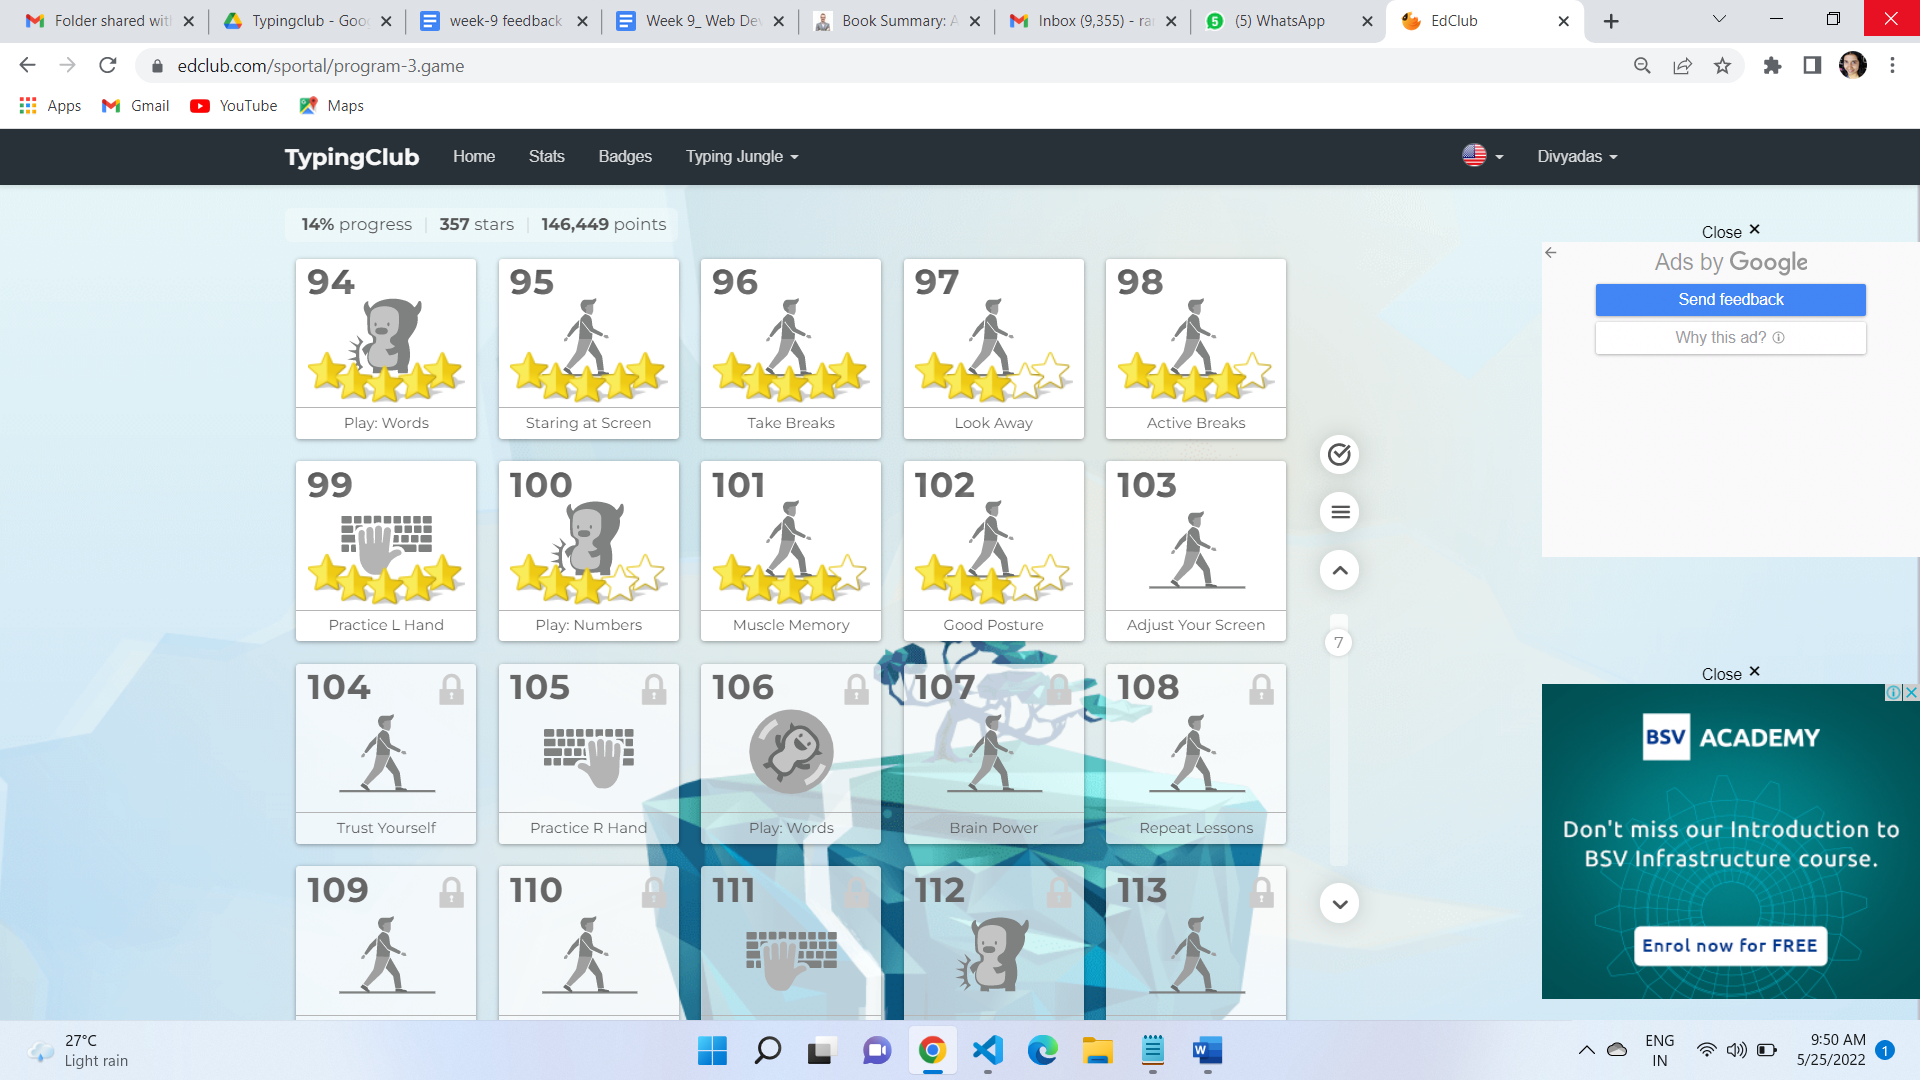 Folder shared wit
Typingclub - Goo
week-9 feedback
Week 9_ Web De
Book Summary: A
Inbox (9,355) - ra
(5) WhatsApp
EdClub
edclub.com/sportal/program-3.game
Apps
Gmail
YouTube
Maps
TypingClub
Home
Stats
Badges
Typing Jungle
Divyadas
14% progress
357 stars
146,449 points
Close
94
95
96
97
98
Play: Words
Staring at Screen
Take Breaks
Look Away
Active Breaks
Ads by Google
Send feedback
Why this ad?
99
100
101
102
103
Practice L Hand
Play: Numbers
Muscle Memory
Good Posture
Adjust Your Screen
7
Close
104
105
106
107
108
Trust Yourself
Practice R Hand
Play: Words
Brain Power
Repeat Lessons
BSV ACADEMY
Don't miss our Introduction to
BSV Infrastructure course.
Enrol now for FREE
109
110
111
112
113
27°C
Light rain
ENG
IN
9:50 AM
5/25/2022
1